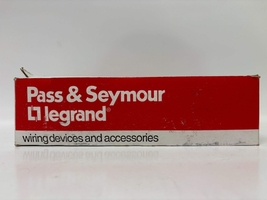 Pass & Seymour
legrand®
wiring devices and accessories